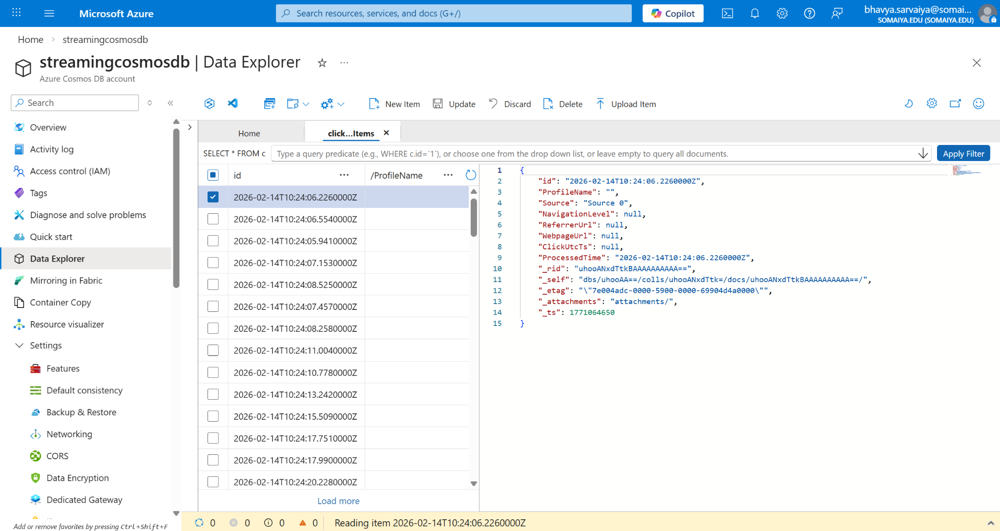 Microsoft Azure
Search resources, services, and docs (G+/)
Copilot
bhavya.sarvaiya@somai...
SOMAIYA.EDU (SOMAIYA.EDU)
Home > streamingcosmosdb
streamingcosmosdb | Data Explorer
Azure Cosmos DB account
Search
New Item
Update
Discard
Delete
Upload Item
Overview
Activity log
Access control (IAM)
Tags
Diagnose and solve problems
Quick start
Data Explorer
Mirroring in Fabric
Container Copy
Resource visualizer
Settings
Features
Default consistency
Backup & Restore
Networking
CORS
Data Encryption
Dedicated Gateway
Add or remove favorites by pressing Ctrl+Shift+F
Home
click...Items
SELECT * FROM c
Type a query predicate (e.g., WHERE c.id=´1´), or choose one from the drop down list, or leave empty to query all documents.
Apply Filter
id
/ProfileName
2026-02-14T10:24:06.2260000Z
2026-02-14T10:24:06.5540000Z
2026-02-14T10:24:05.9410000Z
2026-02-14T10:24:07.1530000Z
2026-02-14T10:24:08.5250000Z
2026-02-14T10:24:07.4570000Z
2026-02-14T10:24:08.2580000Z
2026-02-14T10:24:11.0040000Z
2026-02-14T10:24:10.7780000Z
2026-02-14T10:24:13.2420000Z
2026-02-14T10:24:15.5090000Z
2026-02-14T10:24:17.7510000Z
2026-02-14T10:24:17.9900000Z
2026-02-14T10:24:20.2280000Z
Load more
1 {
2 "id": "2026-02-14T10:24:06.2260000Z",
3 "ProfileName": "",
4 "Source": "Source 0",
5 "NavigationLevel": null,
6 "ReferrerUrl": null,
7 "WebpageUrl": null,
8 "ClickUtcTs": null,
9 "ProcessedTime": "2026-02-14T10:24:06.2260000Z",
10 "_rid": "uhooANxdTtkBAAAAAAAAAA==",
11 "_self": "dbs/uhooAA==/colls/uhooANxdTtk=/docs/uhooANxdTtkBAAAAAAAAAA==/",
12 "_etag": "\"7e004adc-0000-5900-0000-69904d4a0000\"",
13 "_attachments": "attachments/",
14 "_ts": 1771064650
15 }
0 0 0 0 Reading item 2026-02-14T10:24:06.2260000Z